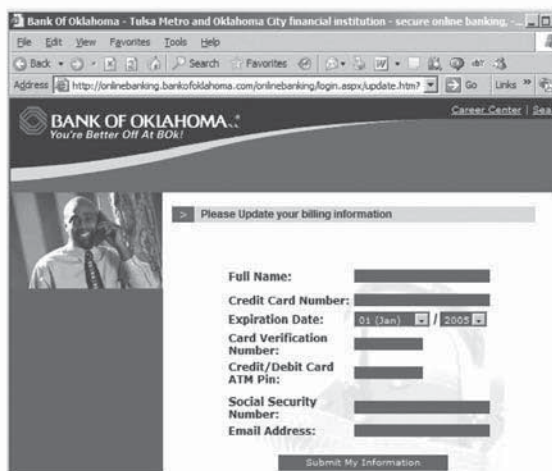 Bank Of Oklahoma - Tulsa Metro and Oklahoma City financial institution - secure online banking, -...
File Edit View Favorites Tools Help
Back Search Favorites W
Address http://onlinebanking.bankofoklahoma.com/onlinebanking/login.aspx/update.htm? Go Links »
Career Center | Sea
BANK OF OKLAHOMA
You're Better Off At BOk!
> Please Update your billing information
Full Name:
Credit Card Number:
Expiration Date: 01 (Jan) / 2005
Card Verification
Number:
Credit/Debit Card
ATM Pin:
Social Security
Number:
Email Address:
Submit My Information